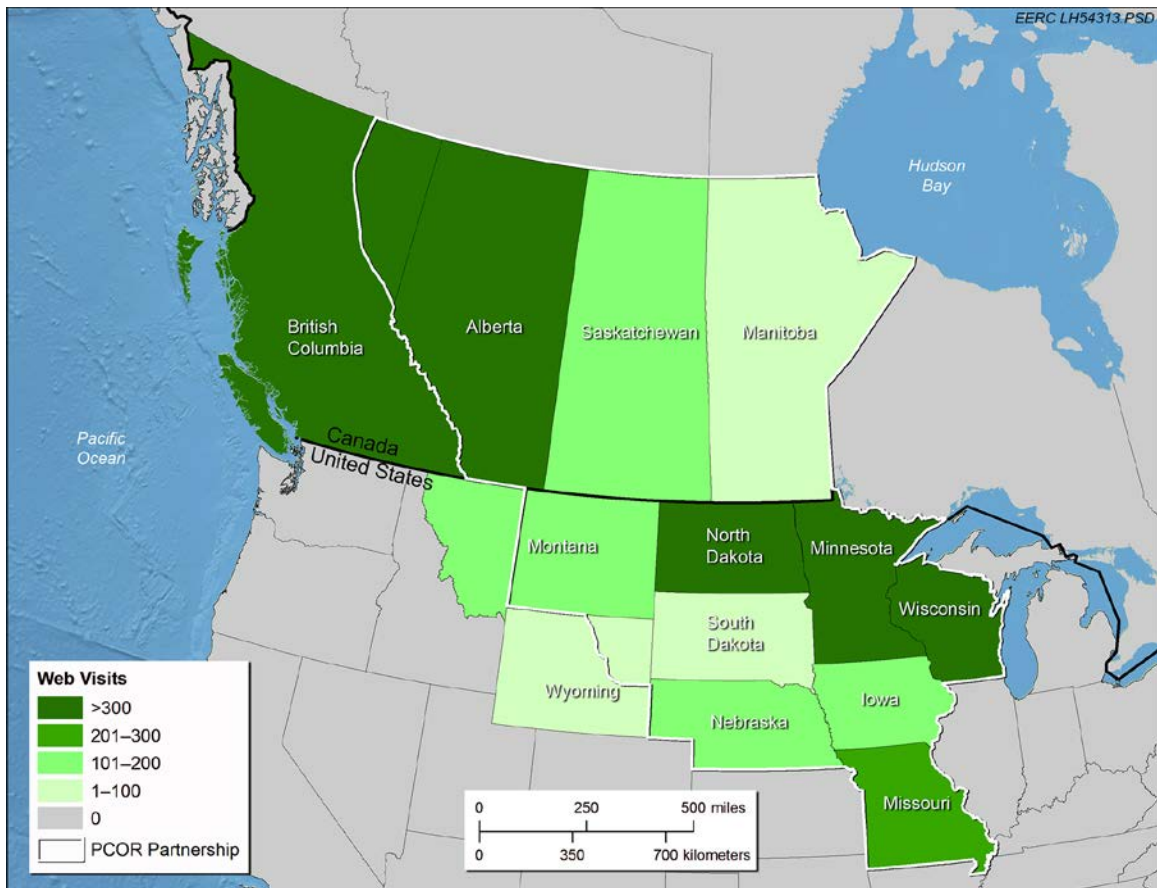 EERC LH54313.PSD
Hudson
Bay
British
Columbia
Alberta
Saskatchewan
Manitoba
Pacific
Ocean
Canada
United States
Montana
North
Dakota
Minnesota
Wisconsin
South
Dakota
Wyoming
Iowa
Nebraska
Missouri
Web Visits
>300
201–300
101–200
1–100
0
PCOR Partnership
0 250 500 miles
0 350 700 kilometers